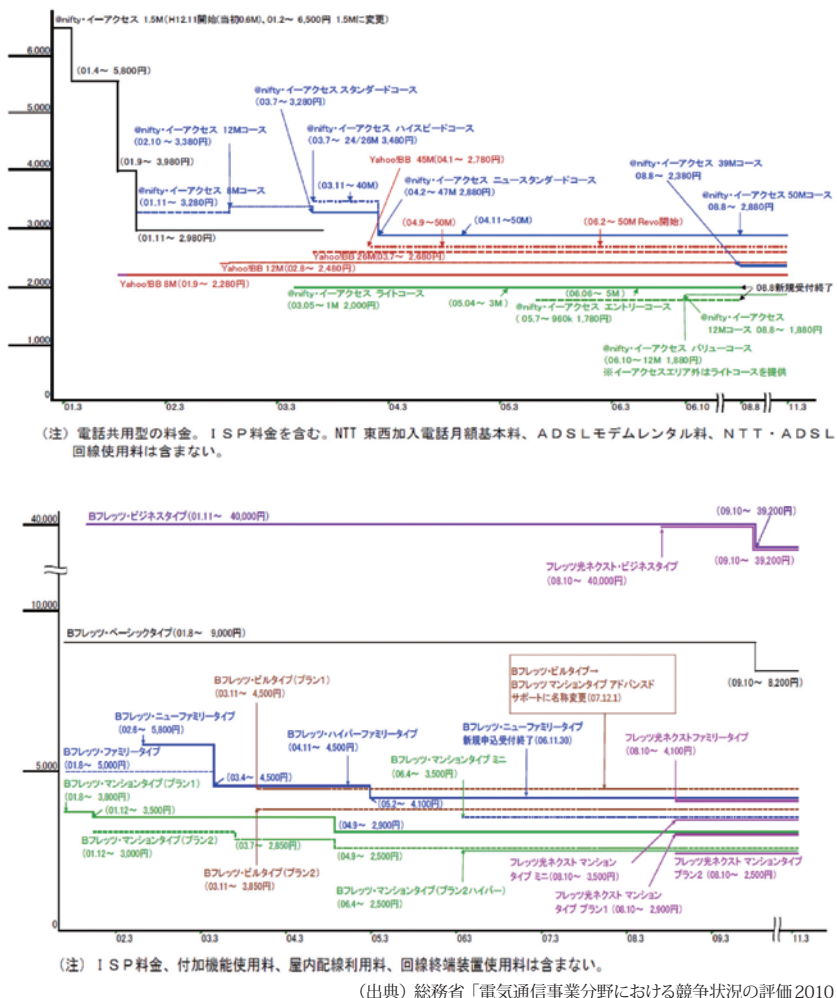 @nifty・イーアクセス 1.5M(H12.11開始(当初0.6M)、01.2~ 6,500円 1.5Mに変更)
6,000
(01.4~ 5,800円)
@nifty・イーアクセス スタンダードコース
(03.7~ 3,280円)
5,000
@nifty・イーアクセス 12Mコース
(02.10~ 3,380円)
@nifty・イーアクセス ハイスピードコース
(03.7~ 24/26M 3,480円)
4,000
(01.9~ 3,980円)
Yahoo!BB 45M(04.1~ 2,780円)
@nifty・イーアクセス 39Mコース
08.8~ 2,380円)
@nifty・イーアクセス 8Mコース
(01.11~ 3,280円)
(03.11~40M)
@nifty・イーアクセス ニュースタンダードコース
(04.2~ 47M 2,880円)
@nifty・イーアクセス 50Mコース
08.8~ 2,880円)
3,000
(01.11~ 2,980円)
(04.9~50M)
(04.11~50M)
(06.2~ 50M Revo開始)
Yahoo!BB 26M(03.7~ 2,680円)
Yahoo!BB 12M(02.8~ 2,480円)
2,000
Yahoo!BB 8M(01.9~ 2,280円)
@nifty・イーアクセス ライトコース
(03.05~1M 2,000円)
(05.04~ 3M)
(06.06~ 5M)
08.8新規受付終了
@nifty・イーアクセス エントリーコース
(05.7~ 960k 1,780円)
@nifty・イーアクセス
12Mコース 08.8~ 1,880円)
1,000
@nifty・イーアクセス バリューコース
(06.10~12M 1,880円)
※イーアクセスエリア外はライトコースを提供
0
01.3 02.3 03.3 04.3 05.3 06.3 06.10 08.8 11.3
(注) 電話共用型の料金。ISP料金を含む。NTT 東西加入電話月額基本料、ADSLモデムレンタル料、NTT・ADSL
回線使用料は含まない。
40,000
Bフレッツ・ビジネスタイプ(01.11~ 40,000円)
(09.10~ 39,200円)
フレッツ光ネクスト・ビジネスタイプ
(08.10~ 40,000円)
(09.10~ 39,200円)
10,000
Bフレッツ・ベーシックタイプ(01.8~ 9,000円)
(09.10~ 8,200円)
Bフレッツ・ビルタイプ(プラン1)
(03.11~ 4,500円)
Bフレッツ・ビルタイプ→
Bフレッツ マンションタイプ アドバンスド
サポートに名称変更(07.12.1)
Bフレッツ・ニューファミリータイプ
(02.6~ 5,800円)
Bフレッツ・ハイパーファミリータイプ
(04.11~ 4,500円)
Bフレッツ・ニューファミリータイプ
新規申込受付終了(06.11.30)
フレッツ光ネクストファミリータイプ
(08.10~ 4,100円)
Bフレッツ・ファミリータイプ
(01.8~ 5,000円)
Bフレッツ・マンションタイプ ミニ
(06.4~ 3,500円)
5,000
(03.4~ 4,500円)
Bフレッツ・マンションタイプ(プラン1)
(01.8~ 3,800円)
(05.2~ 4,100円)
(01.12~ 3,500円)
(04.9~ 2,900円)
Bフレッツ・マンションタイプ(プラン2)
(01.12~ 3,000円)
(03.7~ 2,850円)
(04.9~ 2,500円)
Bフレッツ・ビルタイプ(プラン2)
(03.11~ 3,850円)
フレッツ光ネクスト マンション
タイプ ミニ(08.10~ 3,500円)
フレッツ光ネクスト マンションタイプ
プラン2 (08.10~ 2,500円)
Bフレッツ・マンションタイプ(プラン2ハイパー)
(06.4~ 2,500円)
フレッツ光ネクスト マンション
タイプ プラン1 (08.10~ 2,900円)
0
02.3 03.3 04.3 05.3 06.3 07.3 08.3 09.3 11.3
(注) ISP料金、付加機能使用料、屋内配線利用料、回線終端装置使用料は含まない。
(出典) 総務省「電気通信事業分野における競争状況の評価2010